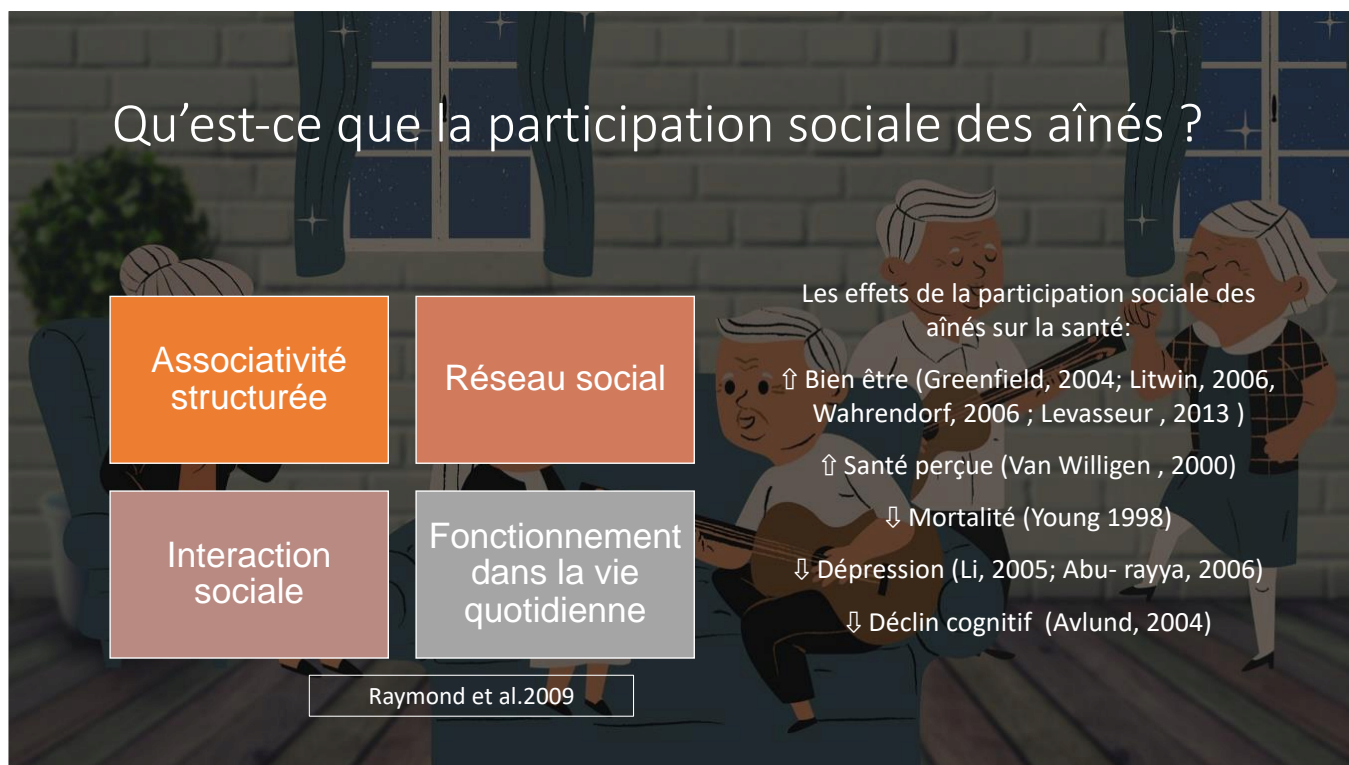 Qu'est-ce que la participation sociale des aînés ?
Associativité
structurée
Réseau social
Interaction
sociale
Fonctionnement
dans la vie
quotidienne
Raymond et al.2009
Les effets de la participation sociale des
aînés sur la santé:
⇧ Bien être (Greenfield, 2004; Litwin, 2006,
Wahrendorf, 2006 ; Levasseur , 2013 )
⇧ Santé perçue (Van Willigen , 2000)
⇩ Mortalité (Young 1998)
⇩ Dépression (Li, 2005; Abu- rayya, 2006)
⇩ Déclin cognitif  (Avlund, 2004)